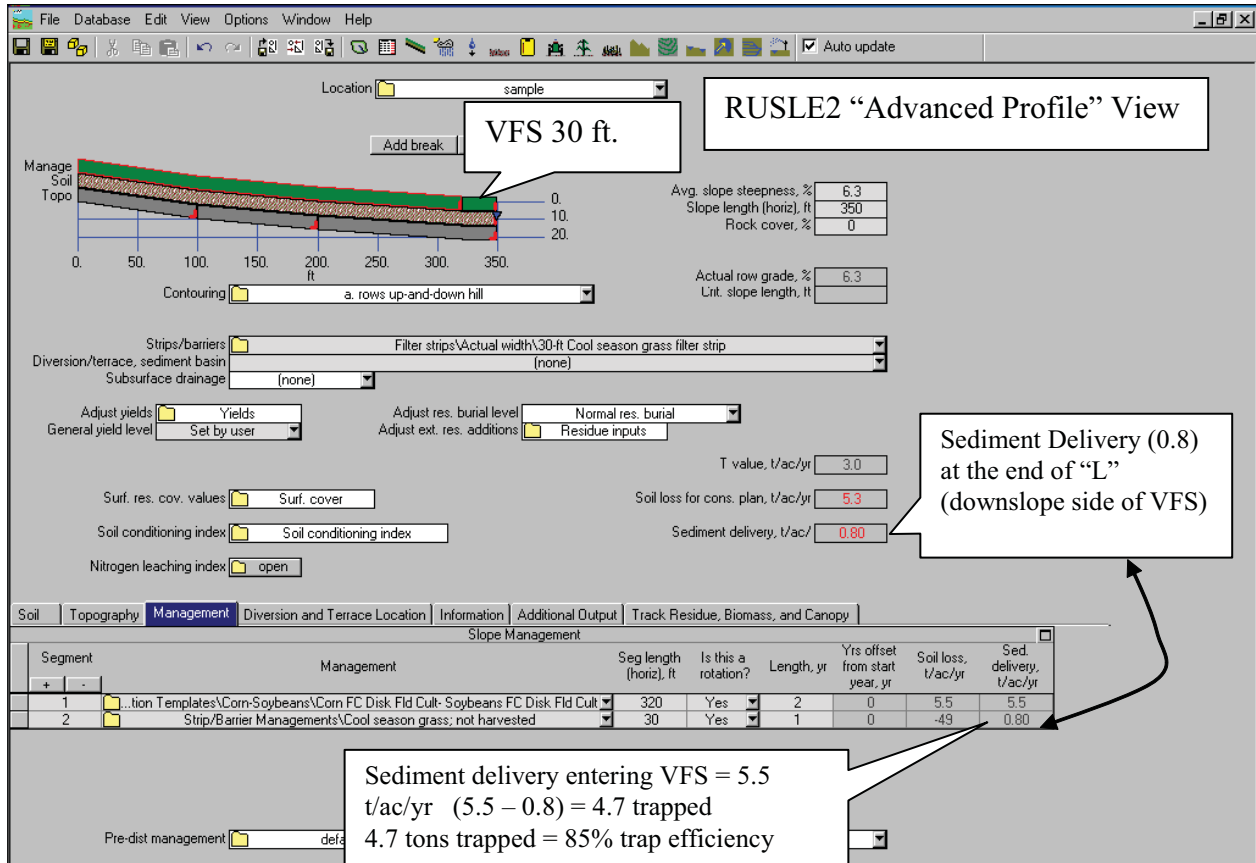 File Database Edit View Options Window Help
Auto update
Location sample
RUSLE2 “Advanced Profile” View
VFS 30 ft.
Add break
Manage
Soil
Topo
0.
10.
20.
0. 50. 100. 150. 200. 250. 300. 350.
ft
Avg. slope steepness, % 6.3
Slope length (horiz), ft 350
Rock cover, % 0
Actual row grade, % 6.3
Crit. slope length, ft
Contouring a. rows up-and-down hill
Strips/barriers Filter strips\Actual width\30-ft Cool season grass filter strip
Diversion/terrace, sediment basin (none)
Subsurface drainage (none)
Adjust yields Yields
General yield level Set by user
Adjust res. burial level Normal res. burial
Adjust ext. res. additions Residue inputs
T value, t/ac/yr 3.0
Surf. res. cov. values Surf. cover
Soil loss for cons. plan, t/ac/yr 5.3
Soil conditioning index Soil conditioning index
Sediment delivery, t/ac/ 0.80
Nitrogen leaching index open
Sediment Delivery (0.8)
at the end of “L”
(downslope side of VFS)
Soil Topography Management Diversion and Terrace Location Information Additional Output Track Residue, Biomass, and Canopy
Slope Management
Segment Management Seg length (horiz), ft Is this a rotation? Length, yr Yrs offset from start year, yr Soil loss, t/ac/yr Sed. delivery, t/ac/yr
+ -
1 ...tion Templates\Corn-Soybeans\Corn FC Disk Fld Cult- Soybeans FC Disk Fld Cult 320 Yes 2 0 5.5 5.5
2 Strip/Barrier Managements\Cool season grass; not harvested 30 Yes 1 0 -49 0.80
Sediment delivery entering VFS = 5.5
t/ac/yr (5.5 – 0.8) = 4.7 trapped
4.7 tons trapped = 85% trap efficiency
Pre-dist management defa